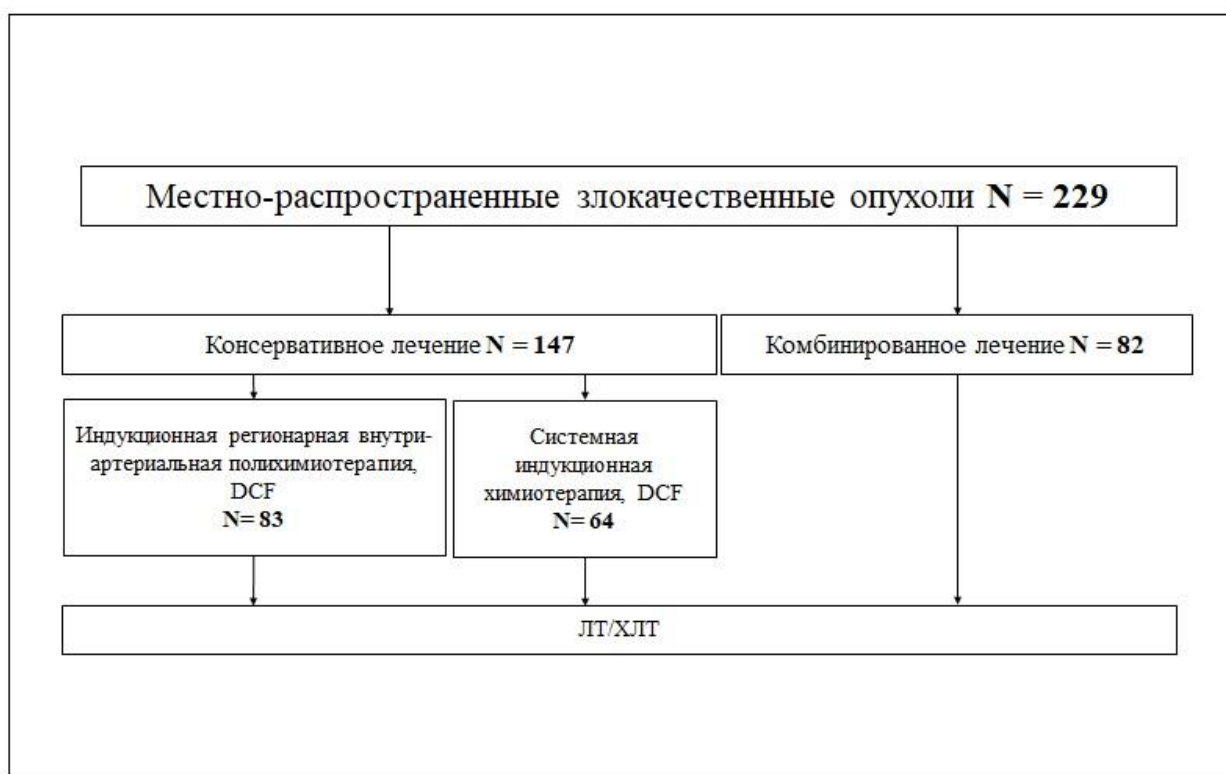 Местно-распространенные злокачественные опухоли N = 229
Консервативное лечение N = 147
Комбинированное лечение N = 82
Индукционная регионарная внутри-
артериальная полихимиотерапия,
DCF
N= 83
Системная
индукционная
химиотерапия, DCF
N= 64
ЛТ/ХЛТ